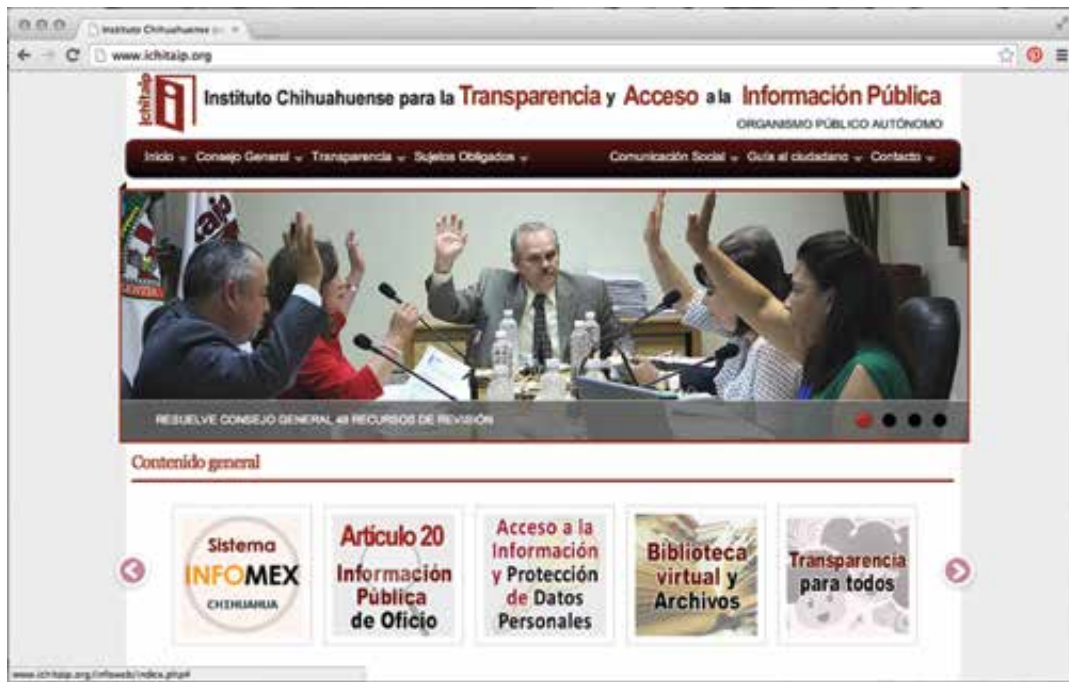 Instituto Chihuahuense
www.ichitaip.org
Ichitaip
Instituto Chihuahuense para la Transparencia y Acceso a la Información Pública
ORGANISMO PÚBLICO AUTÓNOMO
Inicio Consejo General Transparencia Sujetos Obligados Comunicación Social Guía al ciudadano Contacto
RESUELVE CONSEJO GENERAL RECURSOS DE REVISIÓN
Contenido general
Sistema
INFOMEX
CHIHUAHUA
Artículo 20
Información
Pública
de Oficio
Acceso a la
Información
y Protección
de Datos
Personales
Biblioteca
virtual y
Archivos
Transparencia
para todos
www.ichitaip.org/infoweb/index.php#